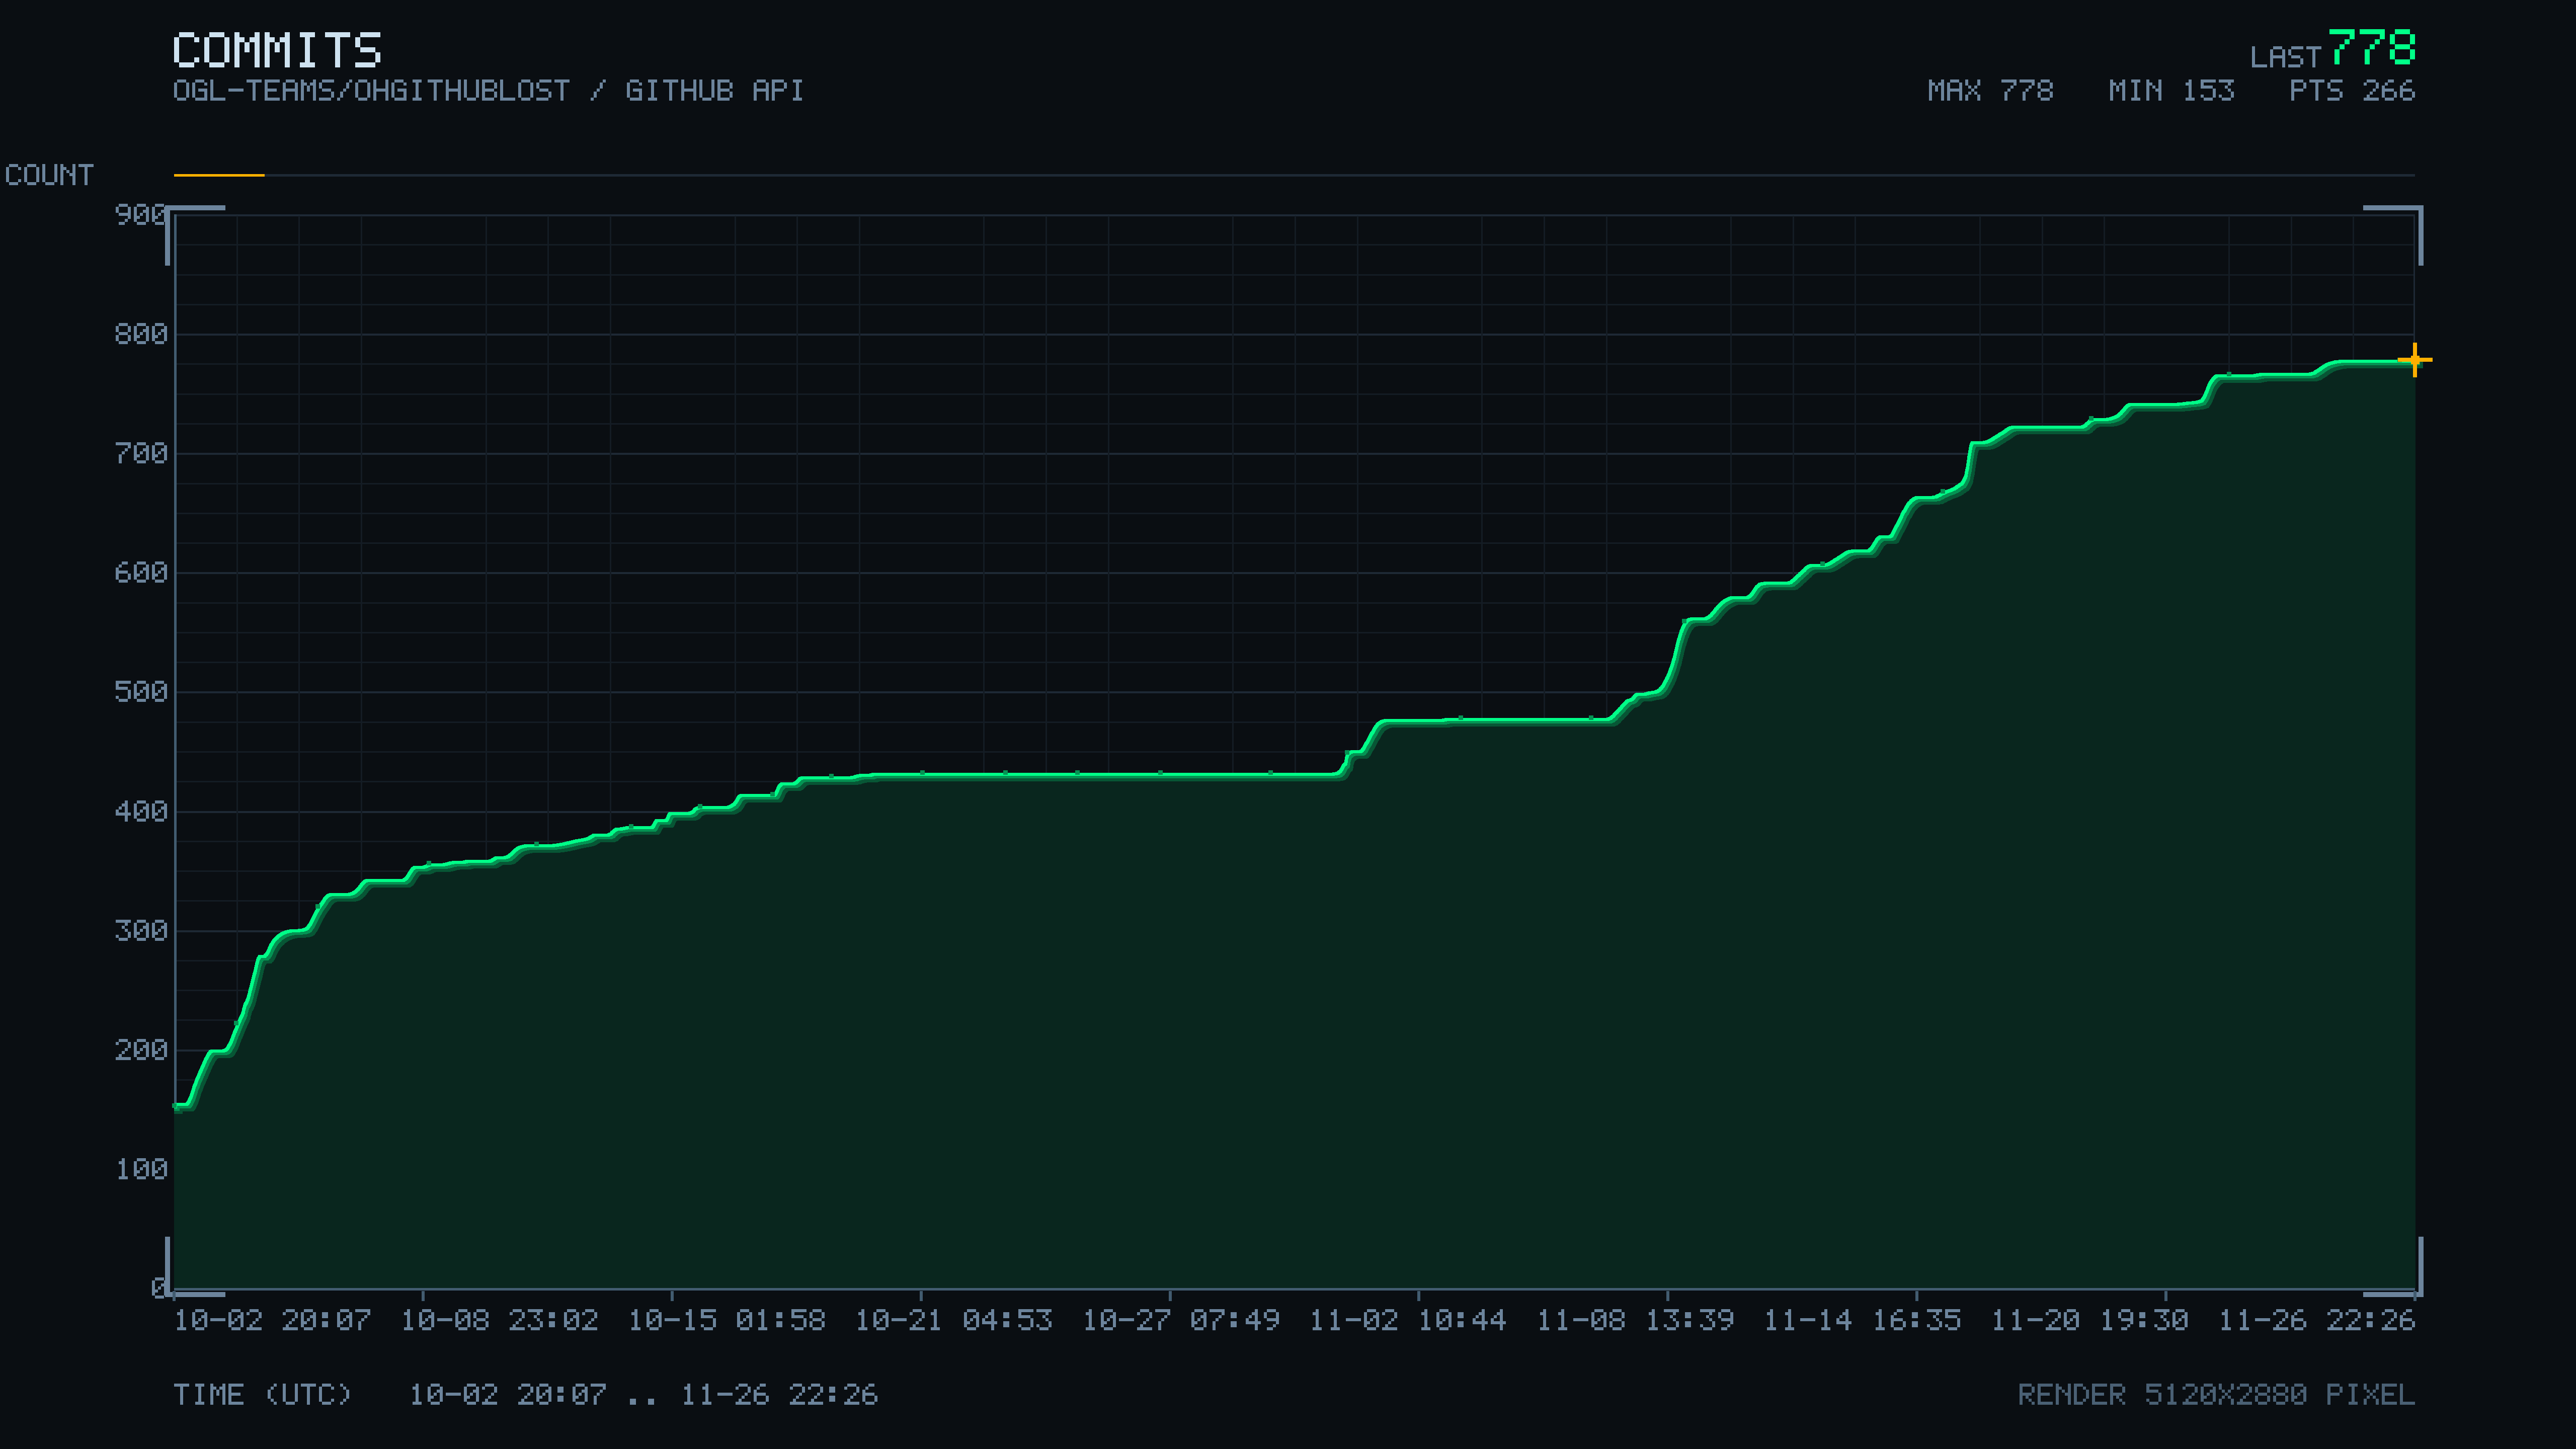 COMMITS
LAST 778
OGL-TEAMS/OHGITHUBLOST / GITHUB API
MAX 778 MIN 153 PTS 266
COUNT
900
800
700
600
500
400
300
200
100
0
10-02 20:07 10-08 23:02 10-15 01:58 10-21 04:53 10-27 07:49 11-02 10:44 11-08 13:39 11-14 16:35 11-20 19:30 11-26 22:26
TIME (UTC) 10-02 20:07 .. 11-26 22:26
RENDER 5120X2880 PIXEL